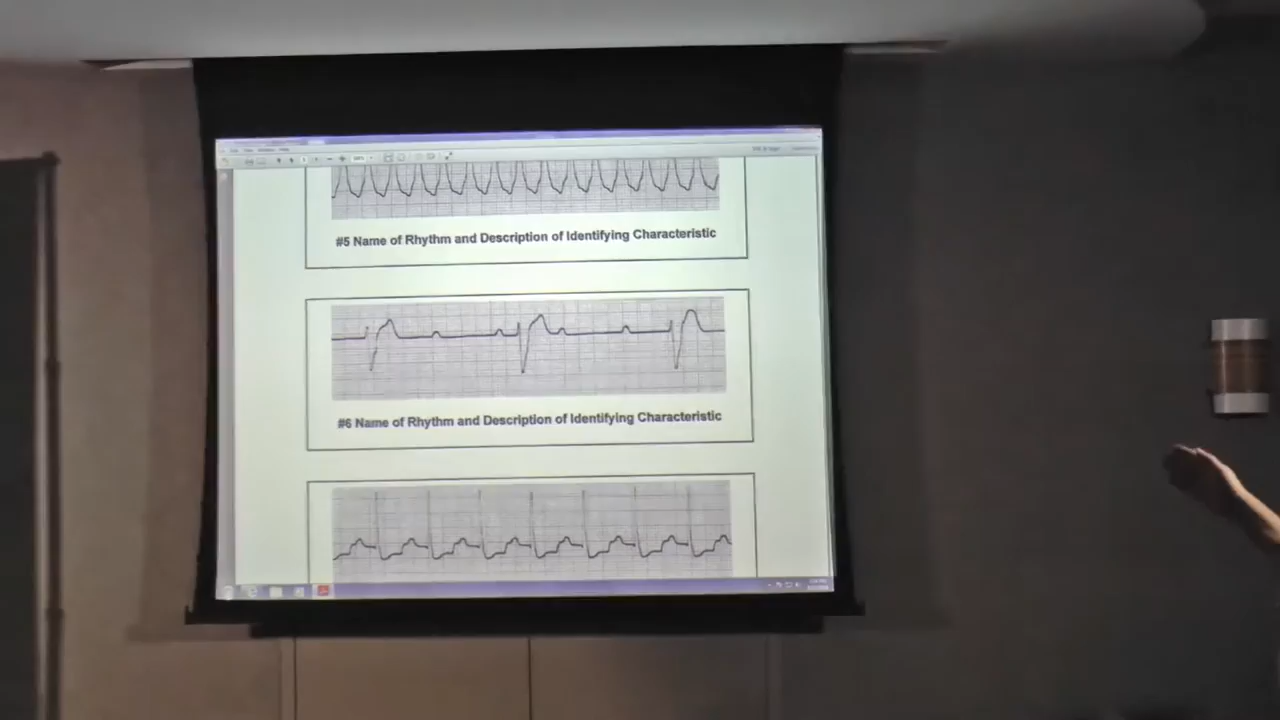 #5 Name of Rhythm and Description of Identifying Characteristic
#6 Name of Rhythm and Description of Identifying Characteristic